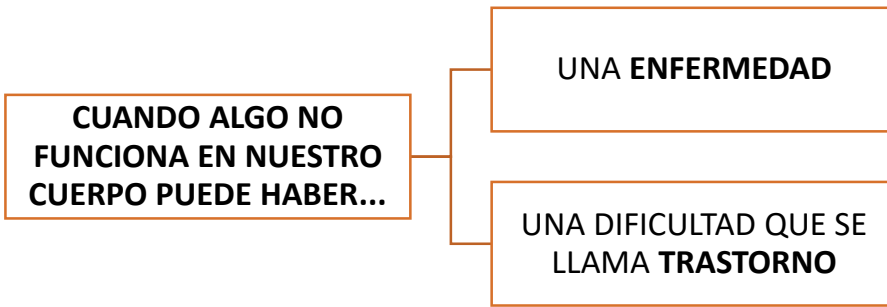 CUANDO ALGO NO
FUNCIONA EN NUESTRO
CUERPO PUEDE HABER...
UNA ENFERMEDAD
UNA DIFICULTAD QUE SE
LLAMA TRASTORNO